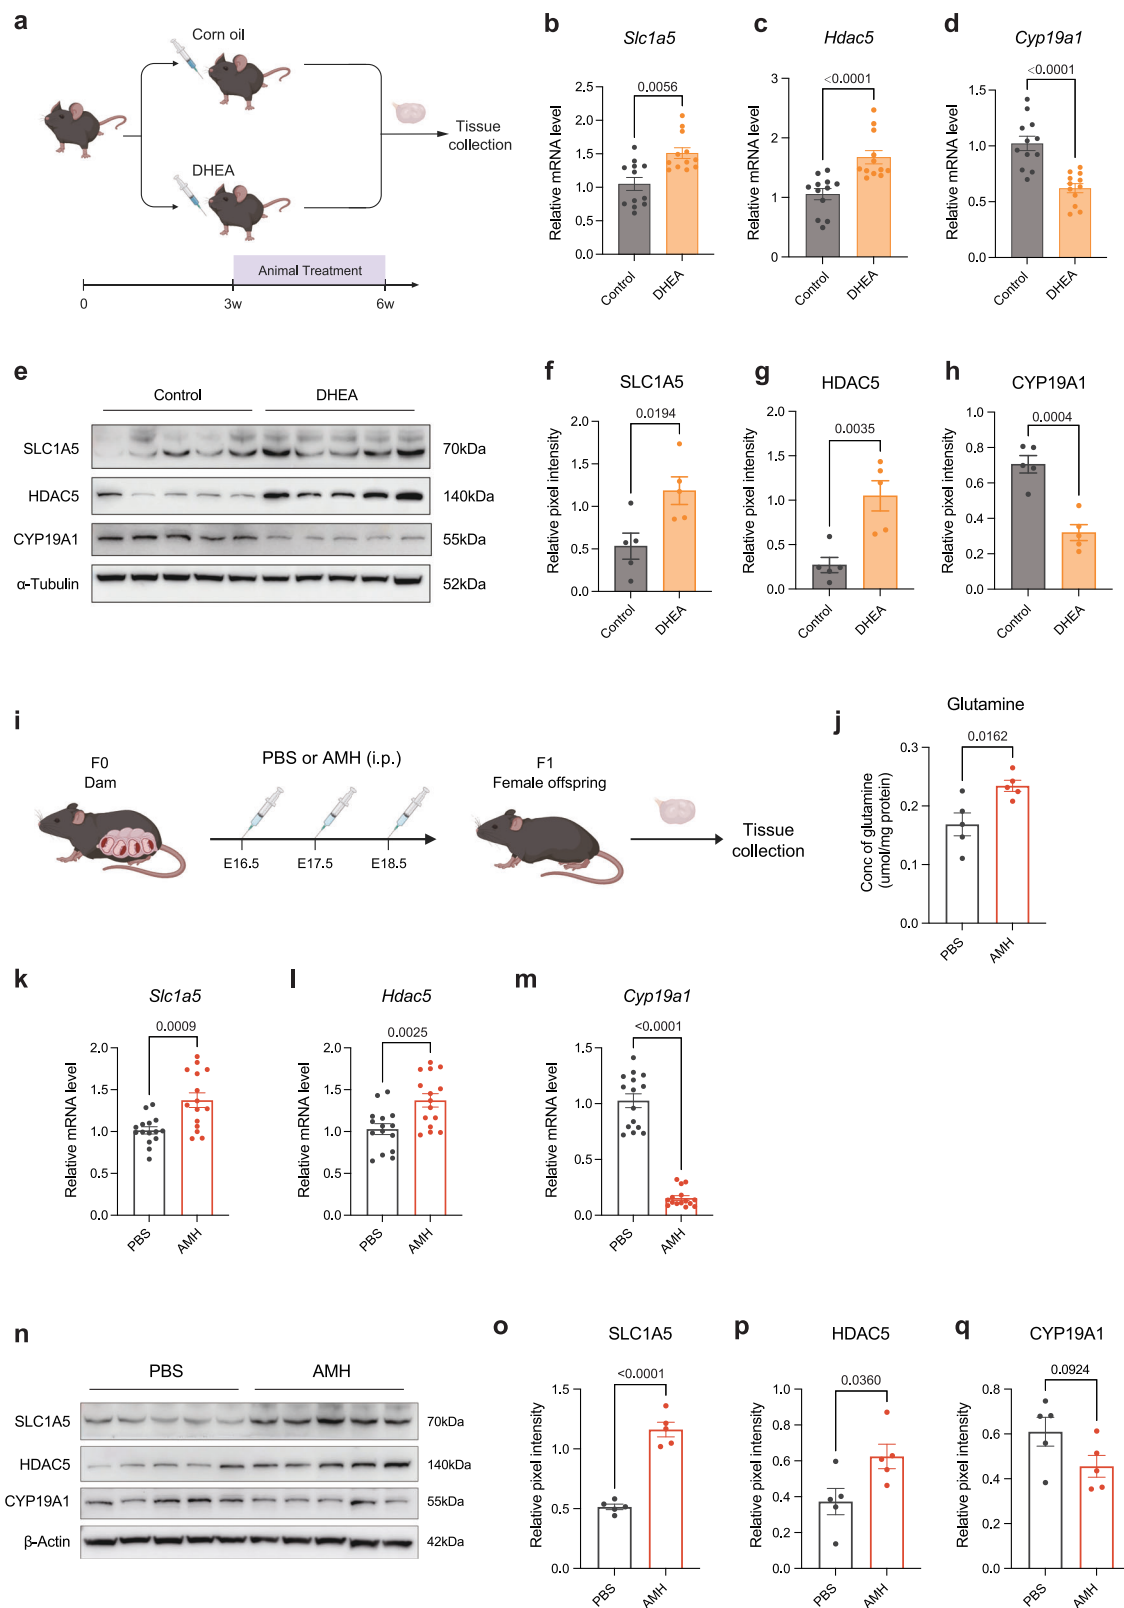 a
Corn oil
DHEA
Tissue
collection
Animal Treatment
0
3w
6w
b
Slc1a5
0.0056
Relative mRNA level
2.5
2.0
1.5
1.0
0.5
0.0
Control
DHEA
c
Hdac5
<0.0001
Relative mRNA level
3
2
1
0
Control
DHEA
d
Cyp19a1
<0.0001
Relative mRNA level
1.5
1.0
0.5
0.0
Control
DHEA
e
Control
DHEA
SLC1A5
70kDa
HDAC5
140kDa
CYP19A1
55kDa
α-Tubulin
52kDa
f
SLC1A5
0.0194
Relative pixel intensity
2.0
1.5
1.0
0.5
0.0
Control
DHEA
g
HDAC5
0.0035
Relative pixel intensity
2.0
1.5
1.0
0.5
0.0
Control
DHEA
h
CYP19A1
0.0004
Relative pixel intensity
1.0
0.8
0.6
0.4
0.2
0.0
Control
DHEA
i
F0
Dam
PBS or AMH (i.p.)
E16.5
E17.5
E18.5
F1
Female offspring
Tissue
collection
j
Glutamine
0.0162
Conc of glutamine
(umol/mg protein)
0.3
0.2
0.1
0.0
PBS
AMH
k
Slc1a5
0.0009
Relative mRNA level
2.0
1.5
1.0
0.5
0.0
PBS
AMH
l
Hdac5
0.0025
Relative mRNA level
2.0
1.5
1.0
0.5
0.0
PBS
AMH
m
Cyp19a1
<0.0001
Relative mRNA level
1.5
1.0
0.5
0.0
PBS
AMH
n
PBS
AMH
SLC1A5
70kDa
HDAC5
140kDa
CYP19A1
55kDa
β-Actin
42kDa
o
SLC1A5
<0.0001
Relative pixel intensity
1.5
1.0
0.5
0.0
PBS
AMH
p
HDAC5
0.0360
Relative pixel intensity
1.0
0.8
0.6
0.4
0.2
0.0
PBS
AMH
q
CYP19A1
0.0924
Relative pixel intensity
0.8
0.6
0.4
0.2
0.0
PBS
AMH